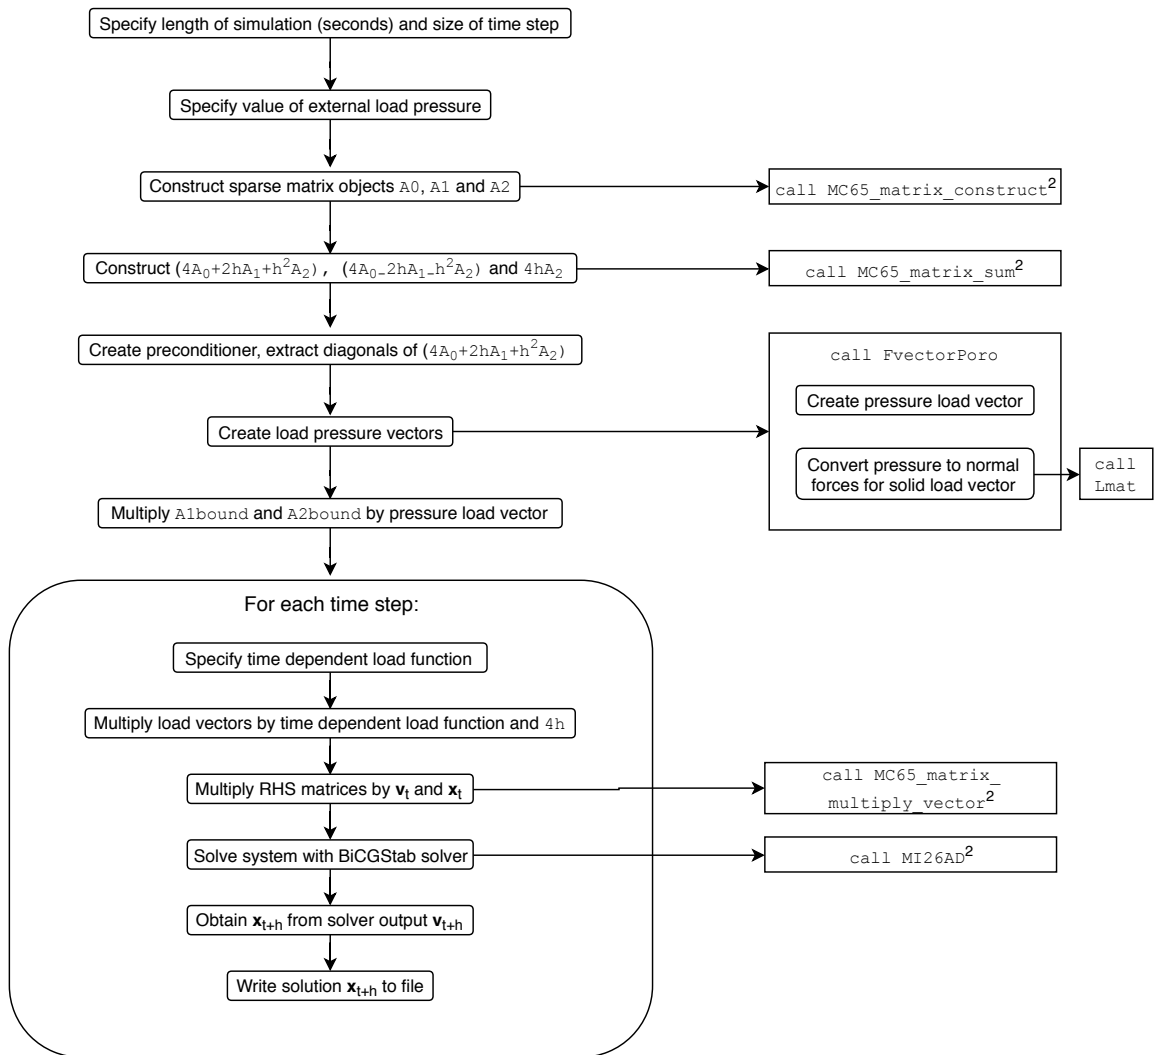 Specify length of simulation (seconds) and size of time step
Specify value of external load pressure
Construct sparse matrix objects A0, A1 and A2
call MC65_matrix_construct²
Construct (4A₀+2hA₁+h²A₂), (4A₀-2hA₁-h²A₂) and 4hA₂
call MC65_matrix_sum²
Create preconditioner, extract diagonals of (4A₀+2hA₁+h²A₂)
call FvectorPoro
Create pressure load vector
Create load pressure vectors
Convert pressure to normal
forces for solid load vector
call
Lmat
Multiply A1bound and A2bound by pressure load vector
For each time step:
Specify time dependent load function
Multiply load vectors by time dependent load function and 4h
Multiply RHS matrices by vₜ and xₜ
call MC65_matrix_
multiply_vector²
Solve system with BiCGStab solver
call MI26AD²
Obtain xₜ₊ₕ from solver output vₜ₊ₕ
Write solution xₜ₊ₕ to file